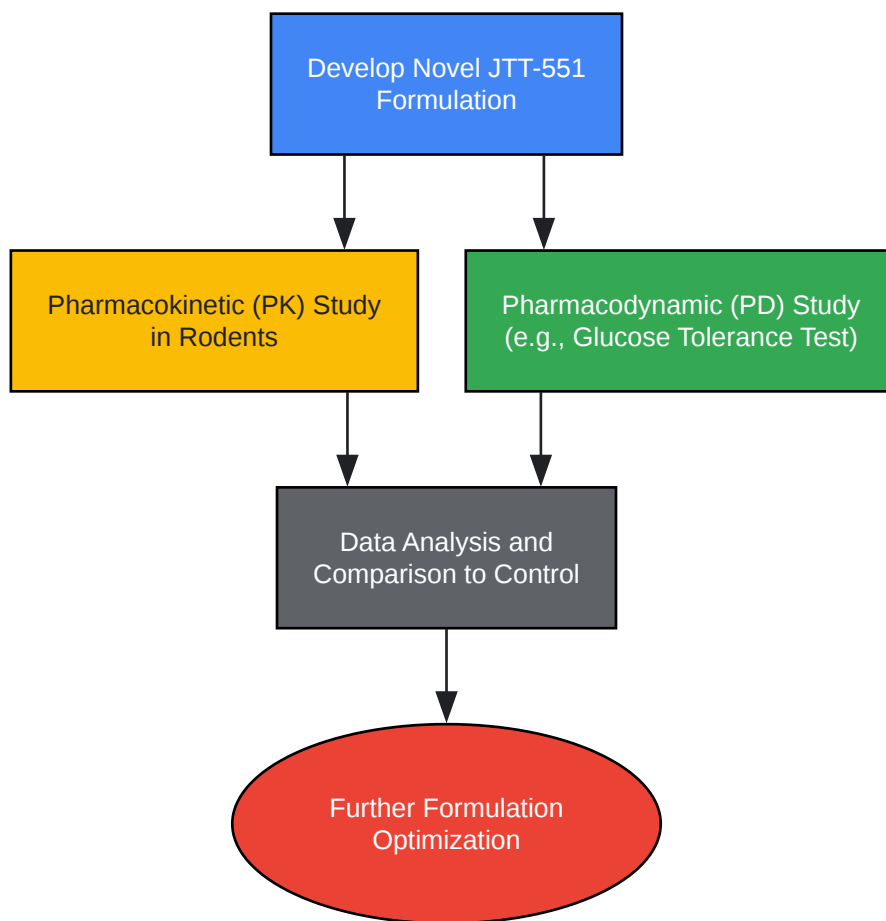 Develop Novel JTT-551
Formulation
Pharmacokinetic (PK) Study
in Rodents
Pharmacodynamic (PD) Study
(e.g., Glucose Tolerance Test)
Data Analysis and
Comparison to Control
Further Formulation
Optimization